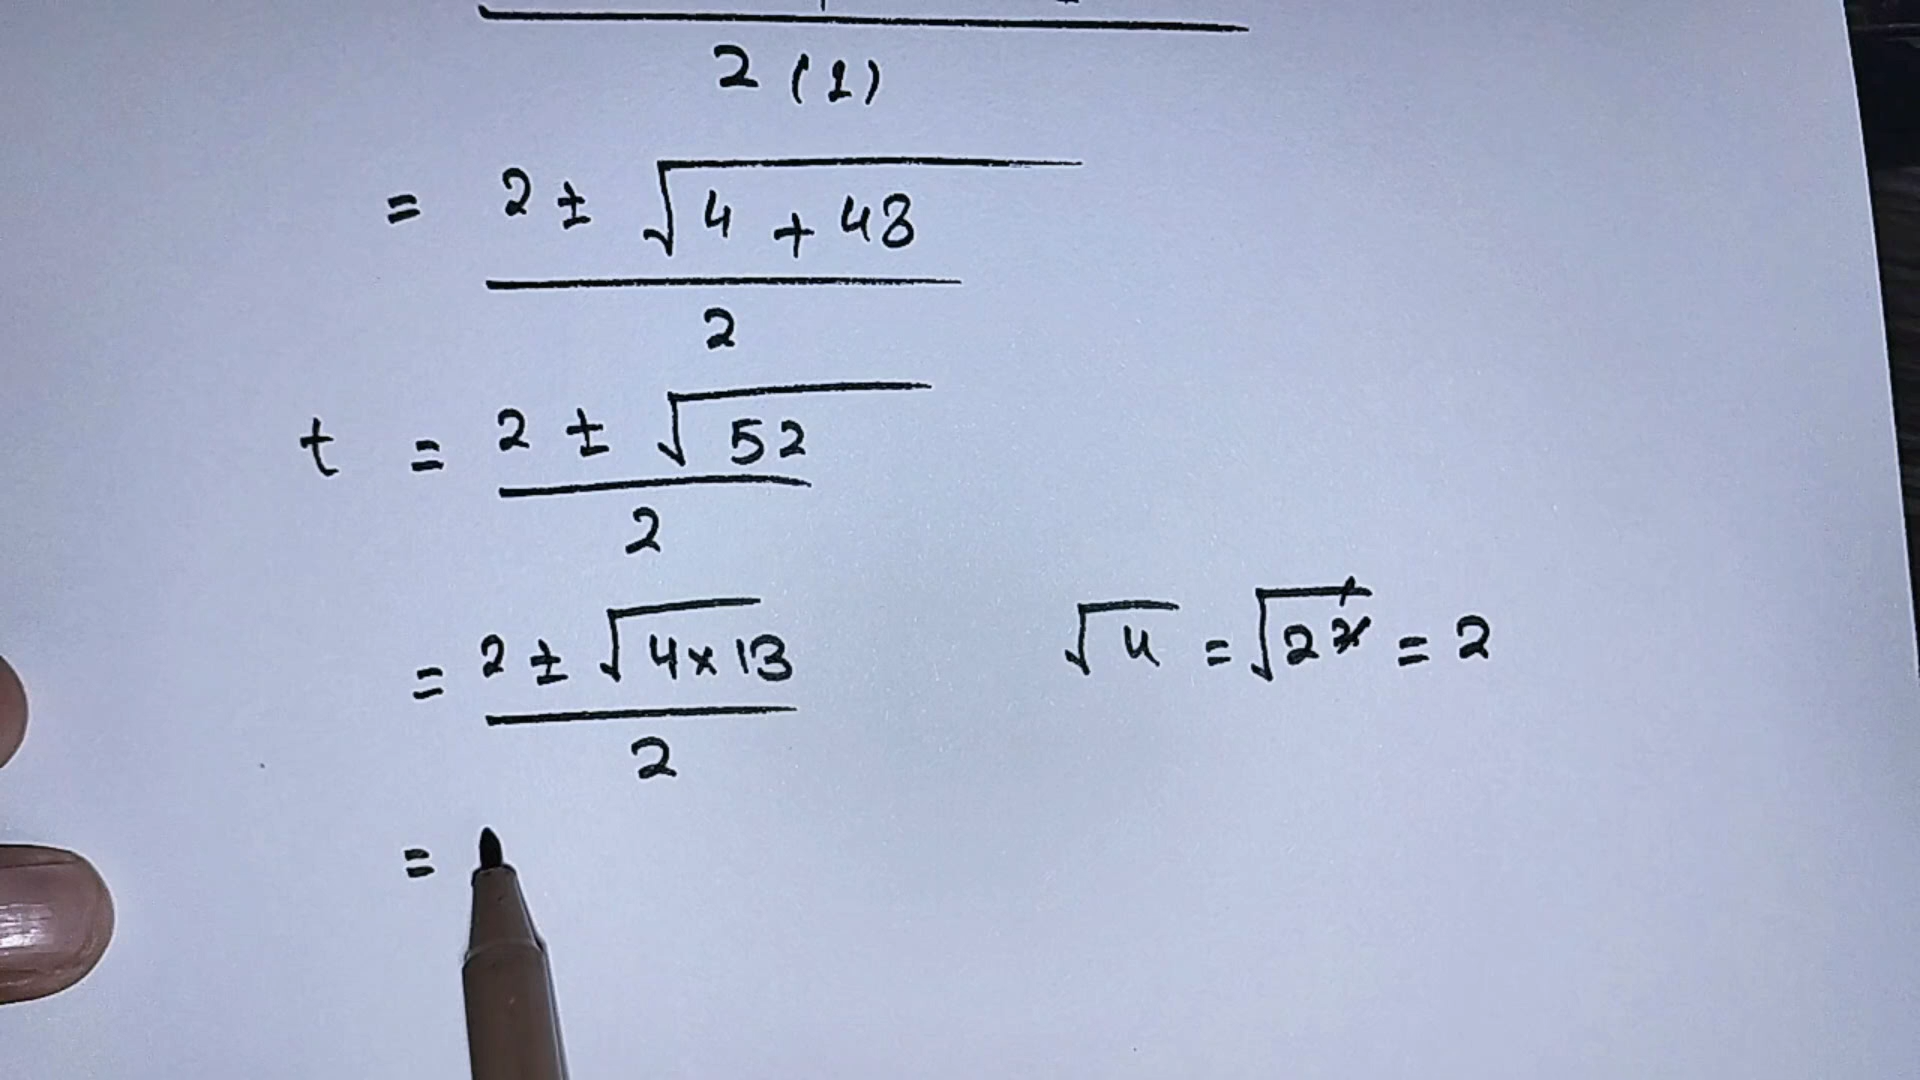 2 (1)
= 2 ± √4 + 48
2
t = 2 ± √52
2
= 2 ± √4×13
2
√4 = √2² = 2
=